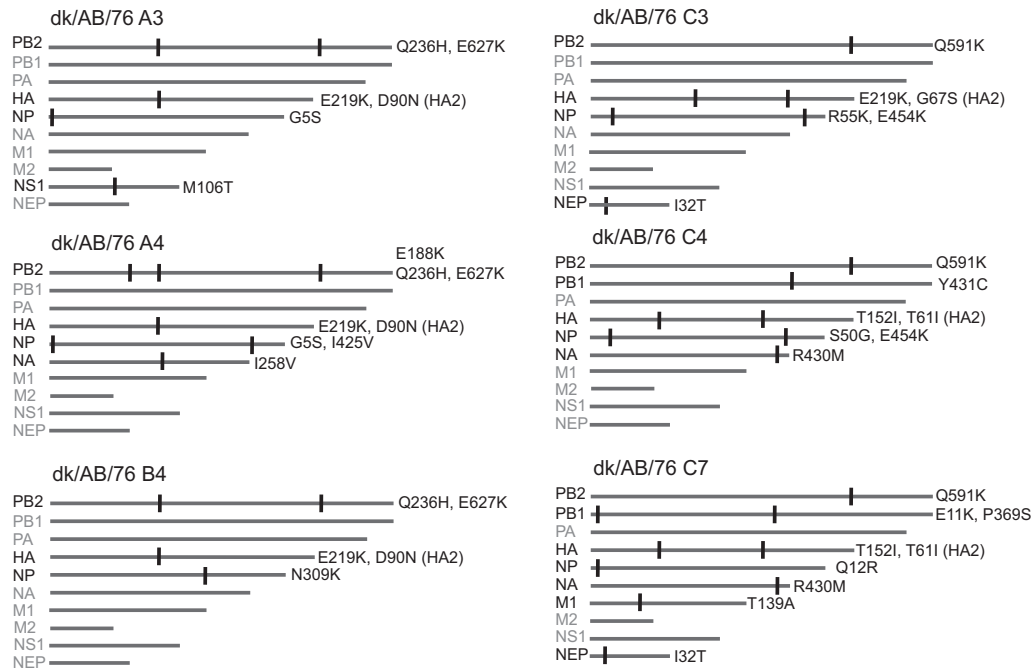 dk/AB/76 A3
PB2 Q236H, E627K
PB1
PA
HA E219K, D90N (HA2)
NP G5S
NA
M1
M2
NS1 M106T
NEP
dk/AB/76 A4
E188K
PB2 Q236H, E627K
PB1
PA
HA E219K, D90N (HA2)
NP G5S, I425V
NA I258V
M1
M2
NS1
NEP
dk/AB/76 B4
PB2 Q236H, E627K
PB1
PA
HA E219K, D90N (HA2)
NP N309K
NA
M1
M2
NS1
NEP
dk/AB/76 C3
PB2 Q591K
PB1
PA
HA E219K, G67S (HA2)
NP R55K, E454K
NA
M1
M2
NS1
NEP I32T
dk/AB/76 C4
PB2 Q591K
PB1 Y431C
PA
HA T152I, T61I (HA2)
NP S50G, E454K
NA R430M
M1
M2
NS1
NEP
dk/AB/76 C7
PB2 Q591K
PB1 E11K, P369S
PA
HA T152I, T61I (HA2)
NP Q12R
NA R430M
M1 T139A
M2
NS1
NEP I32T